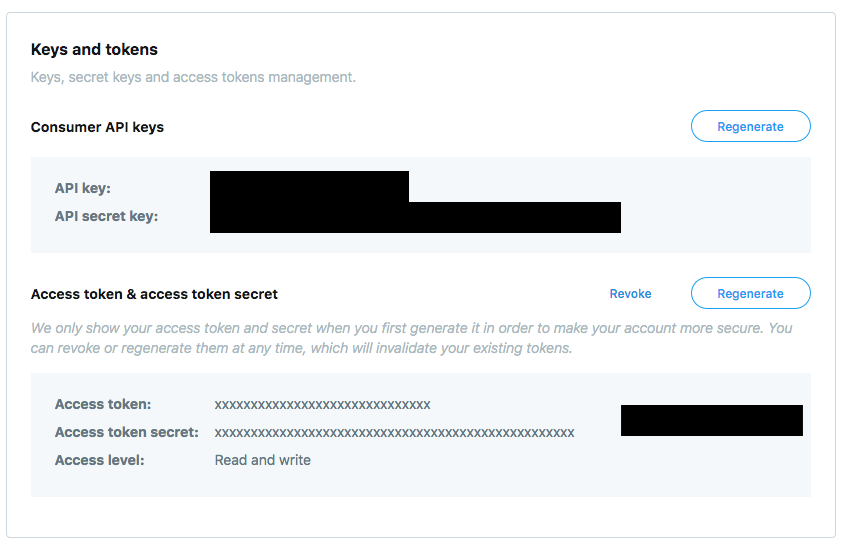 Keys and tokens
Keys, secret keys and access tokens management.
Consumer API keys
Regenerate
API key:
API secret key:
Access token & access token secret
Revoke
Regenerate
We only show your access token and secret when you first generate it in order to make your account more secure. You
can revoke or regenerate them at any time, which will invalidate your existing tokens.
Access token: xxxxxxxxxxxxxxxxxxxxxxxxxxxxxx
Access token secret: xxxxxxxxxxxxxxxxxxxxxxxxxxxxxxxxxxxxxxxxxxxxxxxxxx
Access level: Read and write